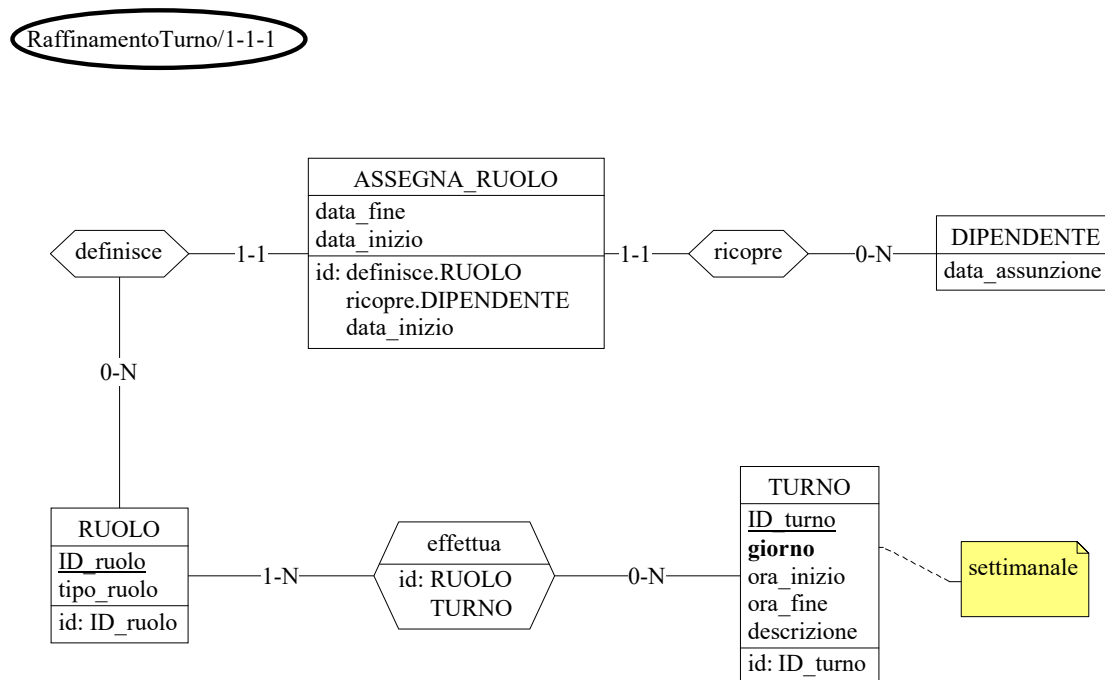 RaffinamentoTurno/1-1-1
ASSEGNA_RUOLO
data_fine
data_inizio
id: definisce.RUOLO
ricopre.DIPENDENTE
data_inizio
definisce
1-1
1-1
ricopre
0-N
DIPENDENTE
data_assunzione
0-N
RUOLO
ID_ruolo
tipo_ruolo
id: ID_ruolo
1-N
effettua
id: RUOLO
TURNO
0-N
TURNO
ID_turno
giorno
ora_inizio
ora_fine
descrizione
id: ID_turno
settimanale